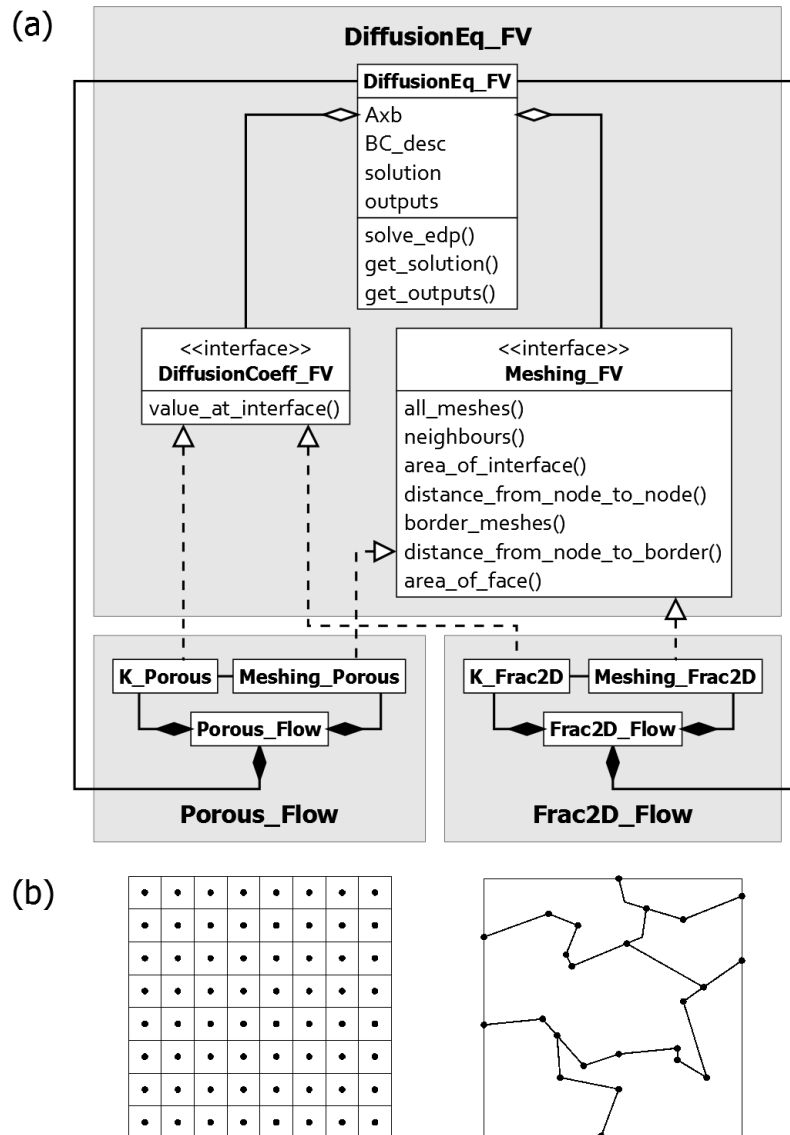 (a)
DiffusionEq_FV
DiffusionEq_FV
Axb
BC_desc
solution
outputs
solve_edp()
get_solution()
get_outputs()
<<interface>>
DiffusionCoeff_FV
value_at_interface()
<<interface>>
Meshing_FV
all_meshes()
neighbours()
area_of_interface()
distance_from_node_to_node()
border_meshes()
distance_from_node_to_border()
area_of_face()
K_Porous
Meshing_Porous
Porous_Flow
Porous_Flow
K_Frac2D
Meshing_Frac2D
Frac2D_Flow
Frac2D_Flow
(b)